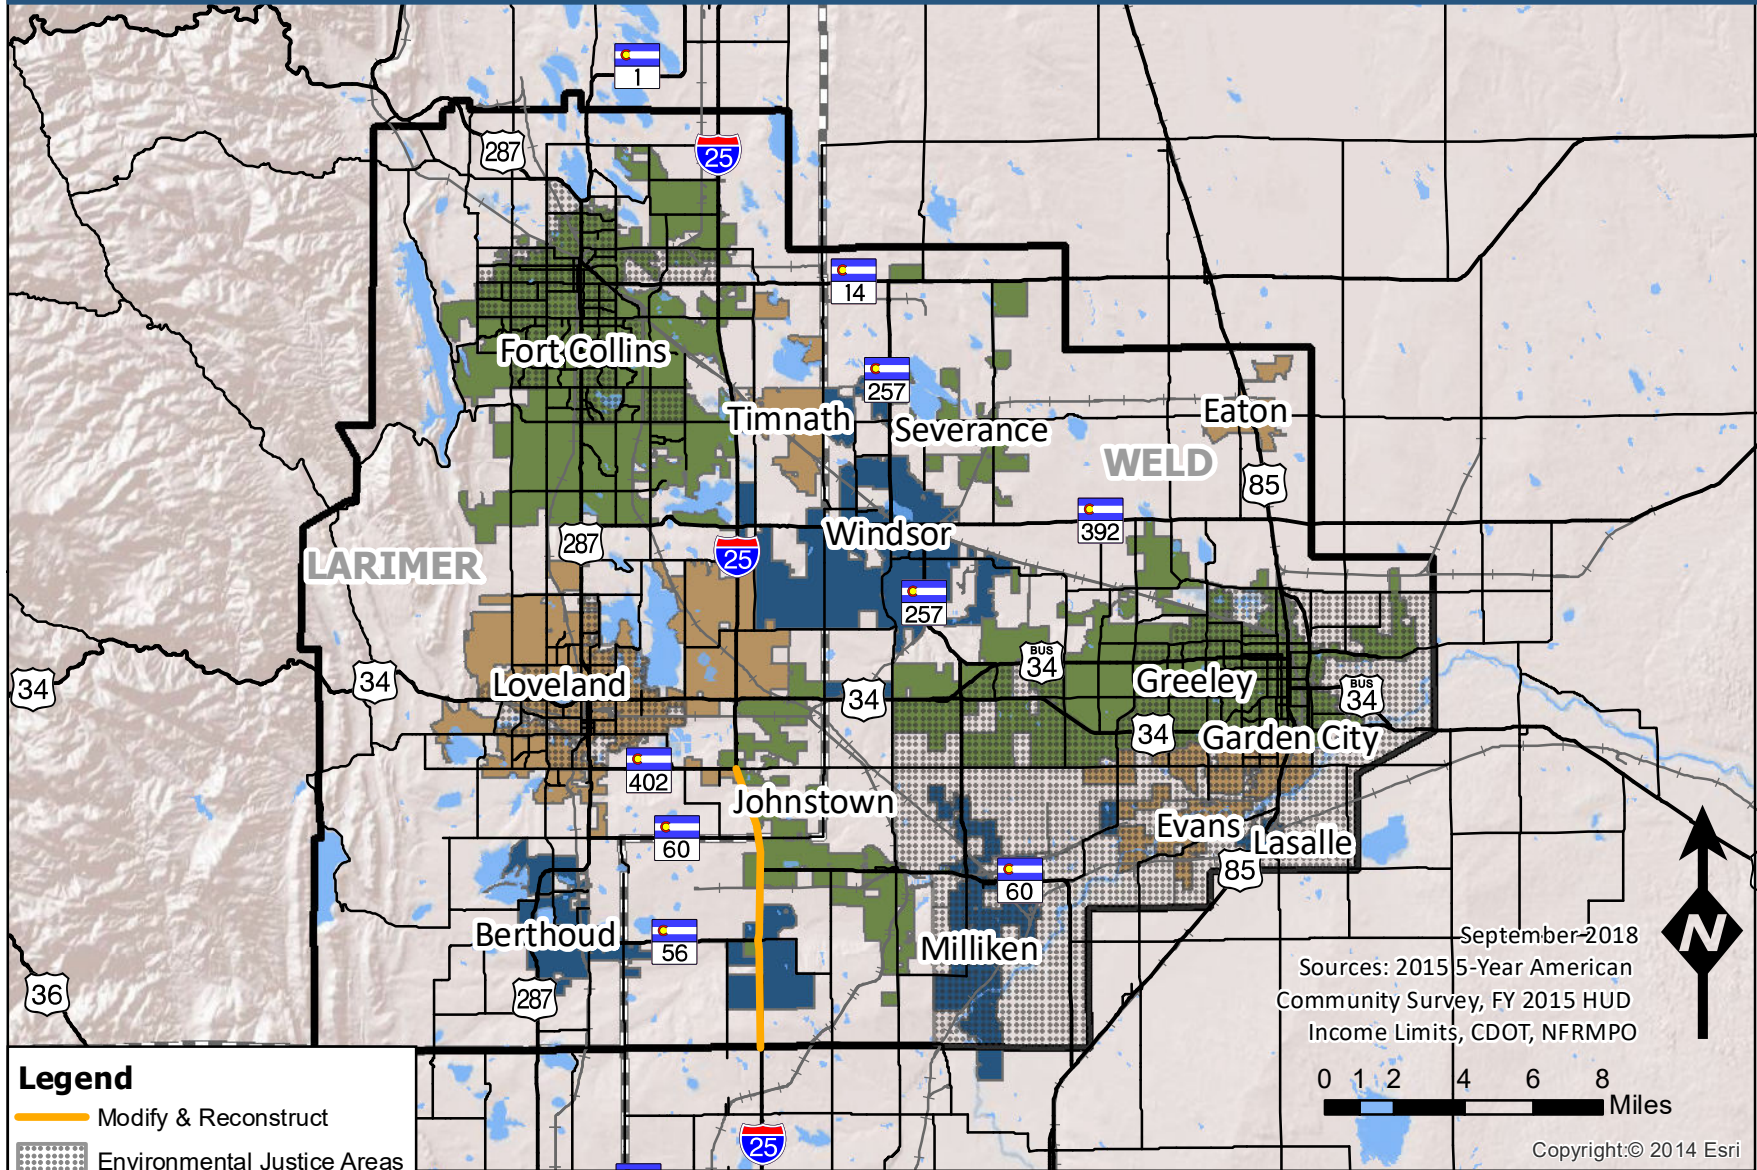 1
287
25
14
Fort Collins
257
Timnath
Severance
Eaton
WELD
85
392
Windsor
287
25
LARIMER
257
BUS
34
34
34
Loveland
34
Greeley
BUS
34
34
Garden City
402
Johnstown
60
Evans
Lasalle
85
60
Berthoud
56
Milliken
36
287
September 2018
Sources: 2015 5-Year American
Community Survey, FY 2015 HUD
Income Limits, CDOT, NFRMPO
N
0 1 2 4 6 8
Miles
25
Copyright:© 2014 Esri
Legend
Modify & Reconstruct
Environmental Justice Areas